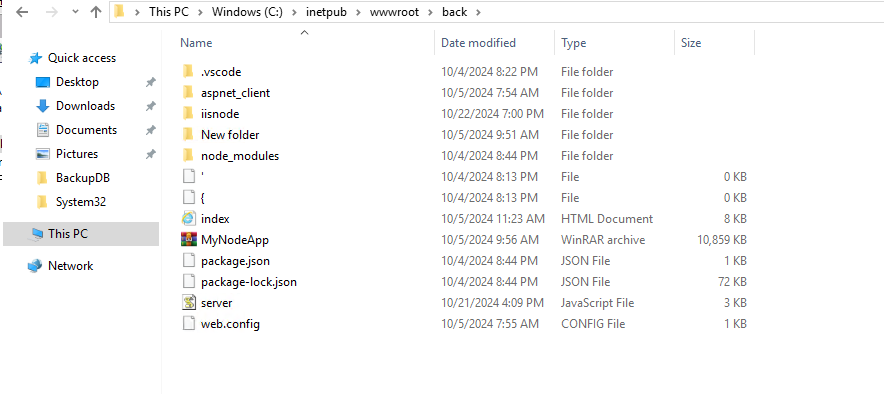 This PC › Windows (C:) › inetpub › wwwroot › back ›
Name Date modified Type Size
Quick access
Desktop
Downloads
Documents
Pictures
BackupDB
System32
This PC
Network
.vscode 10/4/2024 8:22 PM File folder
aspnet_client 10/5/2024 7:54 AM File folder
iisnode 10/22/2024 7:00 PM File folder
New folder 10/5/2024 9:51 AM File folder
node_modules 10/4/2024 8:44 PM File folder
' 10/4/2024 8:13 PM File 0 KB
{ 10/4/2024 8:13 PM File 0 KB
index 10/5/2024 11:23 AM HTML Document 8 KB
MyNodeApp 10/5/2024 9:56 AM WinRAR archive 10,859 KB
package.json 10/4/2024 8:44 PM JSON File 1 KB
package-lock.json 10/4/2024 8:44 PM JSON File 72 KB
server 10/21/2024 4:09 PM JavaScript File 3 KB
web.config 10/5/2024 7:55 AM CONFIG File 1 KB